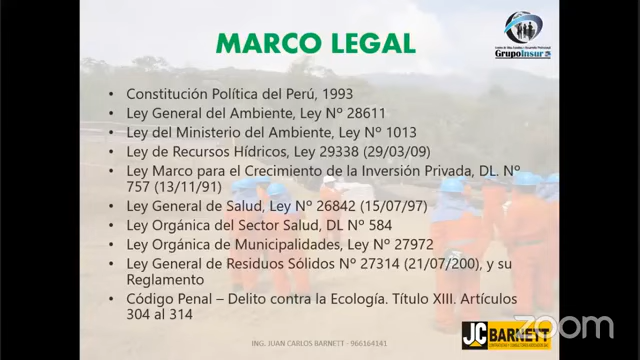 MARCO LEGAL
GrupoInsur
• Constitución Política del Perú, 1993
• Ley General del Ambiente, Ley Nº 28611
• Ley del Ministerio del Ambiente, Ley Nº 1013
• Ley de Recursos Hídricos, Ley 29338 (29/03/09)
• Ley Marco para el Crecimiento de la Inversión Privada, DL. Nº
757 (13/11/91)
• Ley General de Salud, Ley Nº 26842 (15/07/97)
• Ley Orgánica del Sector Salud, DL Nº 584
• Ley Orgánica de Municipalidades, Ley Nº 27972
• Ley General de Residuos Sólidos Nº 27314 (21/07/200), y su
Reglamento
• Código Penal – Delito contra la Ecología. Título XIII. Artículos
304 al 314
JC BARNETT
zoom
ING. JUAN CARLOS BARNETT - 966164141